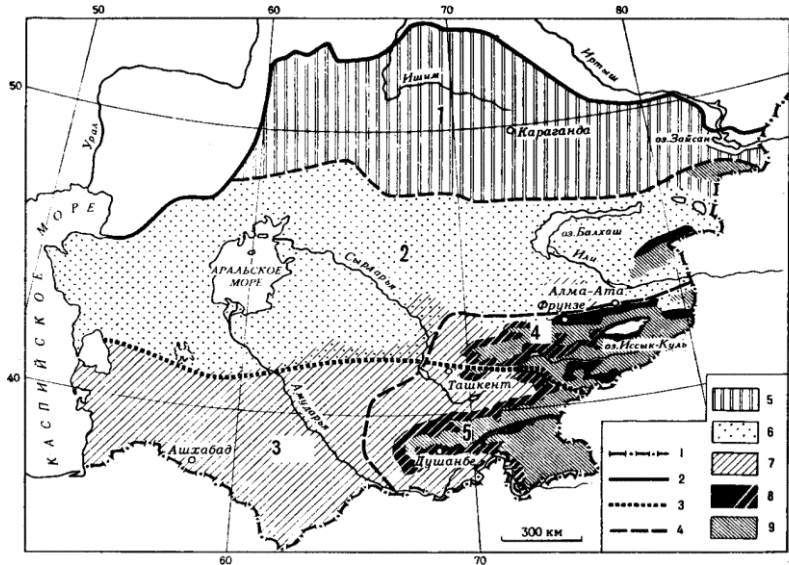 50
60
70
80
50
Урал
Ишим
Иртыш
1
Караганда
оз.Зайсан
КАСПИЙСКОЕ МОРЕ
2
АРАЛЬСКОЕ
МОРЕ
Сырдарья
оз.Балхаш
Или
Алма-Ата
Фрунзе
4
оз.Иссык-Куль
40
Ташкент
Амударья
3
5
Ашхабад
Душанбе
300 км
1
2
3
4
5
6
7
8
9
60
70